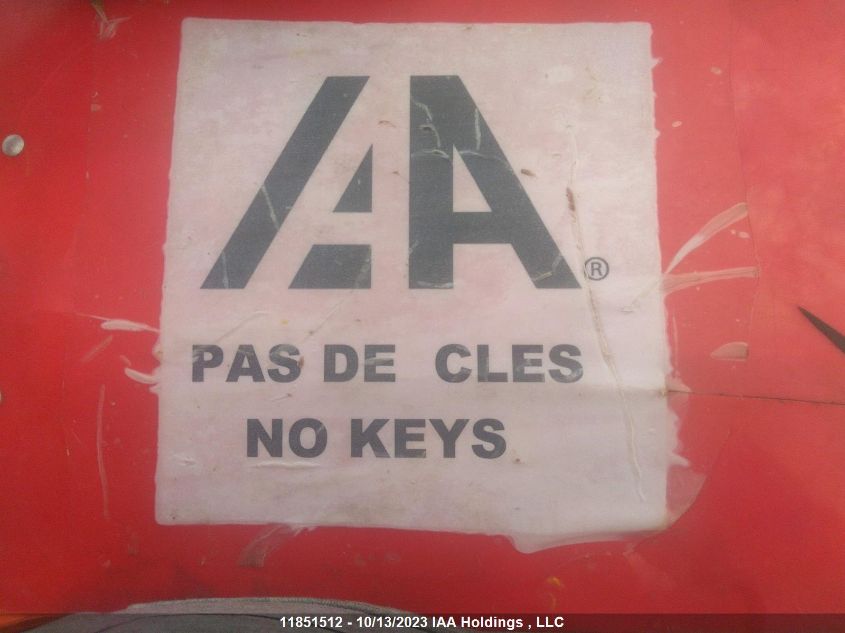 IAA®
PAS DE CLES
NO KEYS
11851512 - 10/13/2023 IAA Holdings , LLC